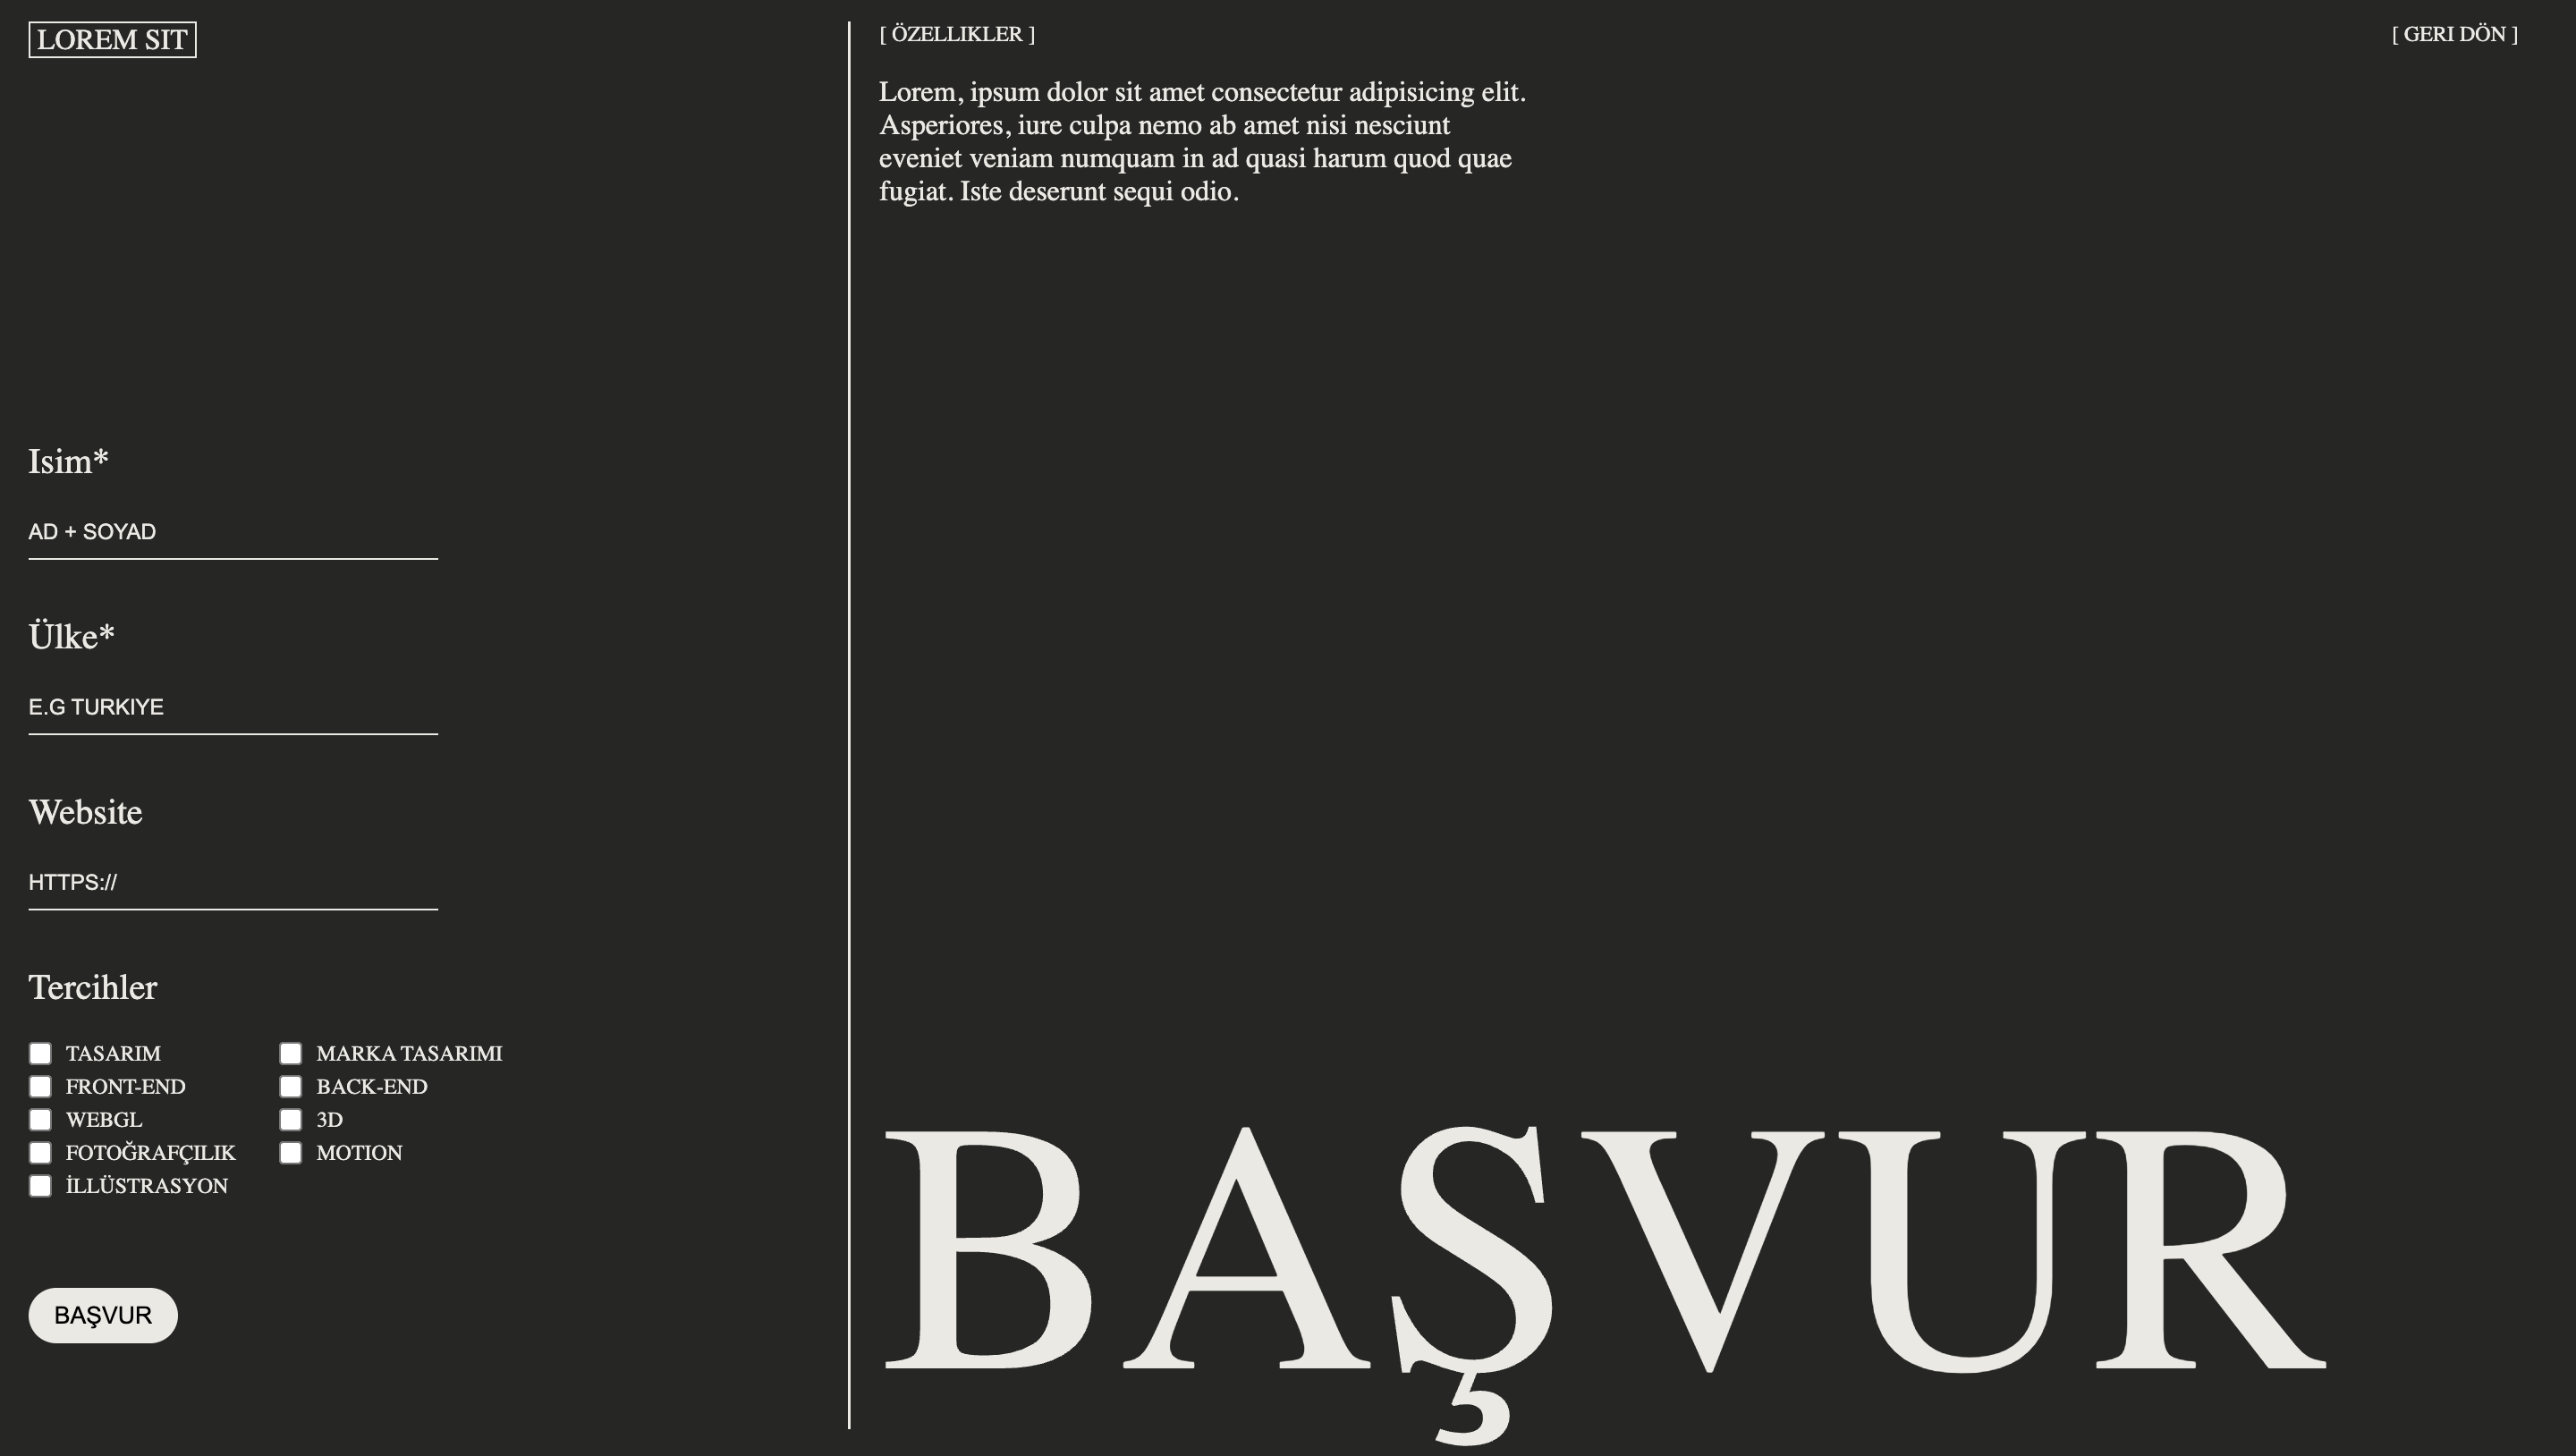 LOREM SIT
Isim*
AD + SOYAD
Ülke*
E.G TURKIYE
Website
HTTPS://
Tercihler
TASARIM
MARKA TASARIMI
FRONT-END
BACK-END
WEBGL
3D
FOTOĞRAFÇILIK
MOTION
İLLÜSTRASYON
BAŞVUR
[ ÖZELLIKLER ]
[ GERI DÖN ]
Lorem, ipsum dolor sit amet consectetur adipisicing elit.
Asperiores, iure culpa nemo ab amet nisi nesciunt
eveniet veniam numquam in ad quasi harum quod quae
fugiat. Iste deserunt sequi odio.
BAŞVUR